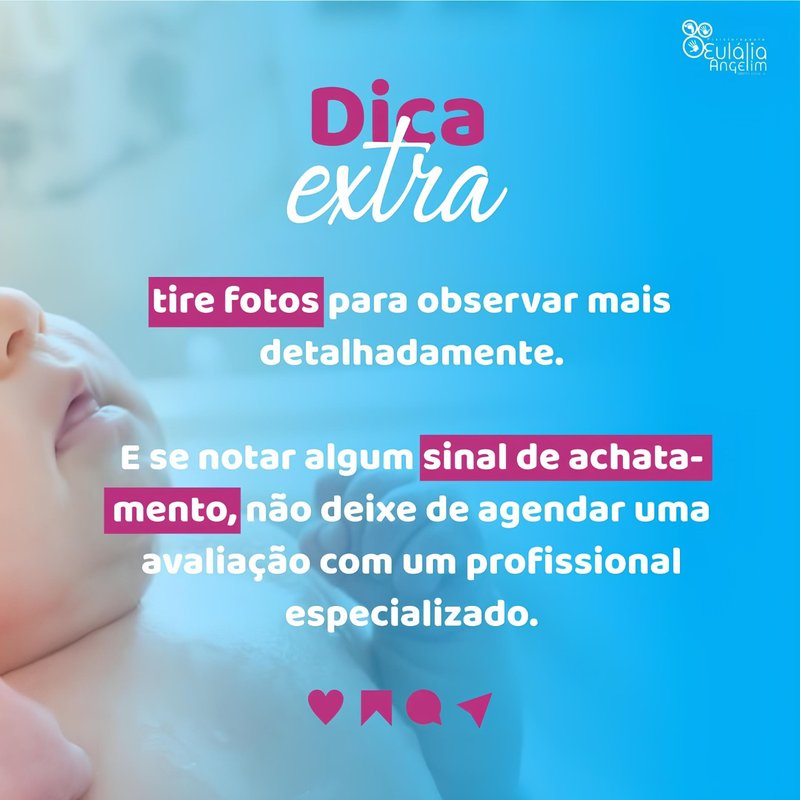 Eulália
Angelim
Dica
extra
tire fotos para observar mais
detalhadamente.
E se notar algum sinal de achata-
mento, não deixe de agendar uma
avaliação com um profissional
especializado.